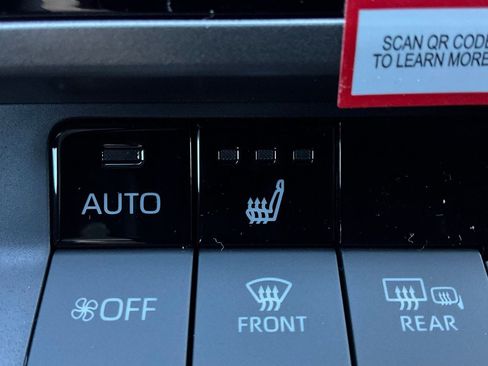 SCAN QR CODE
TO LEARN MORE
AUTO
OFF
FRONT
REAR